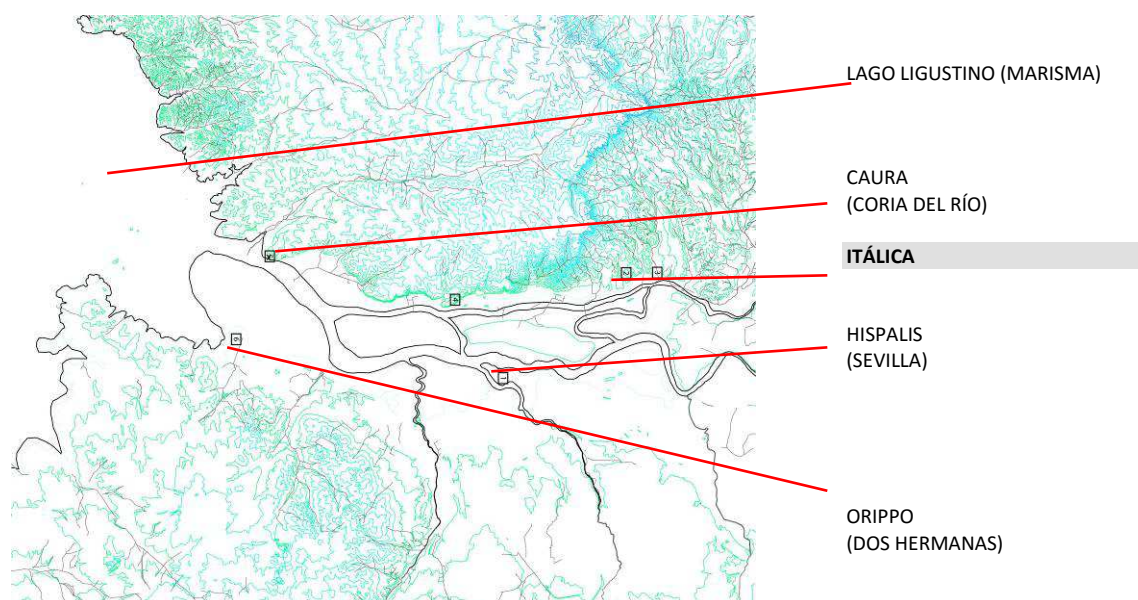 LAGO LIGUSTINO (MARISMA)
CAURA
(CORIA DEL RÍO)
ITÁLICA
HISPALIS
(SEVILLA)
ORIPPO
(DOS HERMANAS)